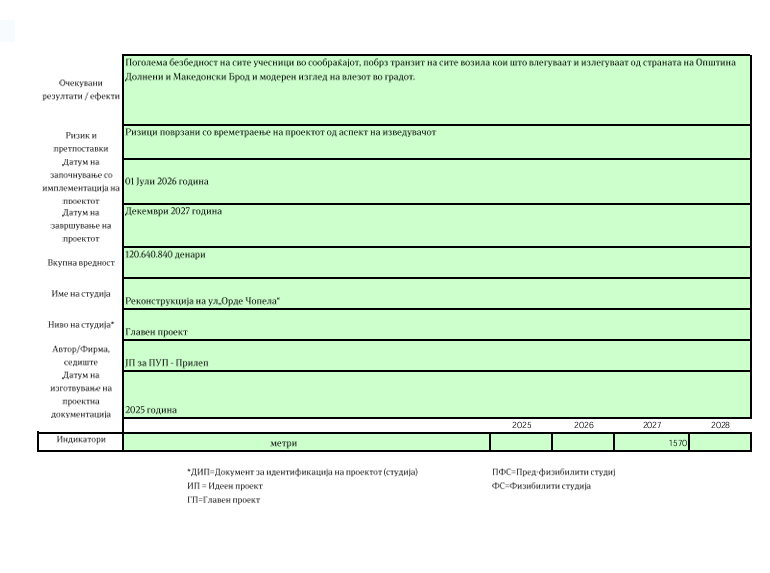 Очекувани
резултати / ефекти
Поголема безбедност на сите учесници во сообраќајот, побрз транзит на сите возила кои што влегуваат и излегуваат од страната на Општина
Долнени и Македонски Брод и модерен изглед на влезот во градот.
Ризик и
претпоставки
Ризици поврзани со времетраење на проектот од аспект на изведувачот
Датум на
започнување со
имплементација на
проектот
01 Јули 2026 година
Датум на
завршување на
проектот
Декември 2027 година
Вкупна вредност
120.640.840 денари
Име на студија
Реконструкција на ул„Орде Чопела“
Ниво на студија*
Главен проект
Автор/Фирма,
седиште
ЈП за ПУП - Прилеп
Датум на
изготвување на
проектна
документација
2025 година
2025 2026 2027 2028
Индикатори метри 1570
*ДИП=Документ за идентификација на проектот (студија) ПФС=Пред-физибилити студиј
ИП = Идеен проект ФС=Физибилити студија
ГП=Главен проект